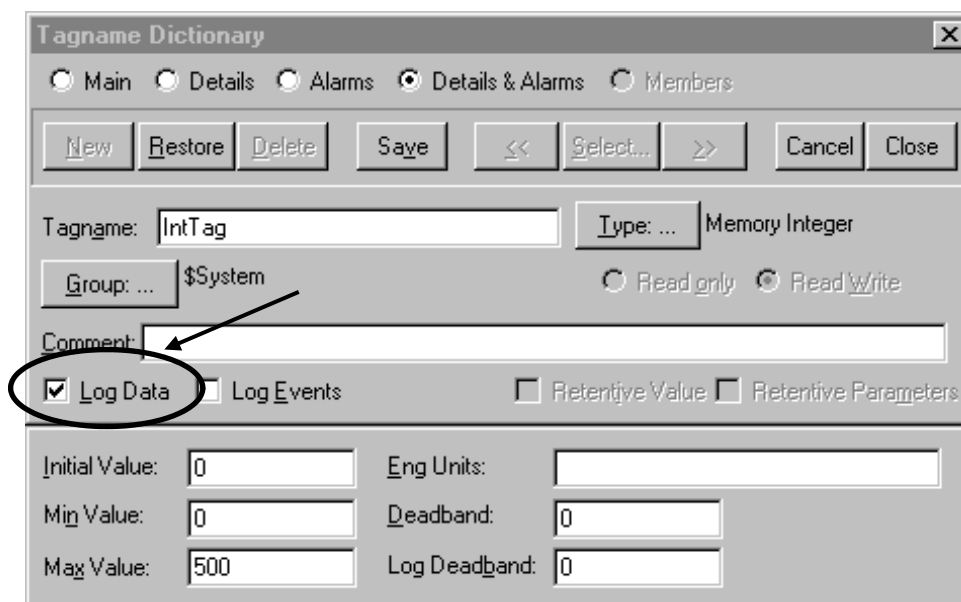 Tagname Dictionary
Main Details Alarms Details & Alarms Members
New Restore Delete Save << Select... >> Cancel Close
Tagname: IntTag Type: ... Memory Integer
Group: ... $System Read only Read Write
Comment:
Log Data Log Events Retentive Value Retentive Parameters
Initial Value: 0 Eng Units:
Min Value: 0 Deadband: 0
Max Value: 500 Log Deadband: 0